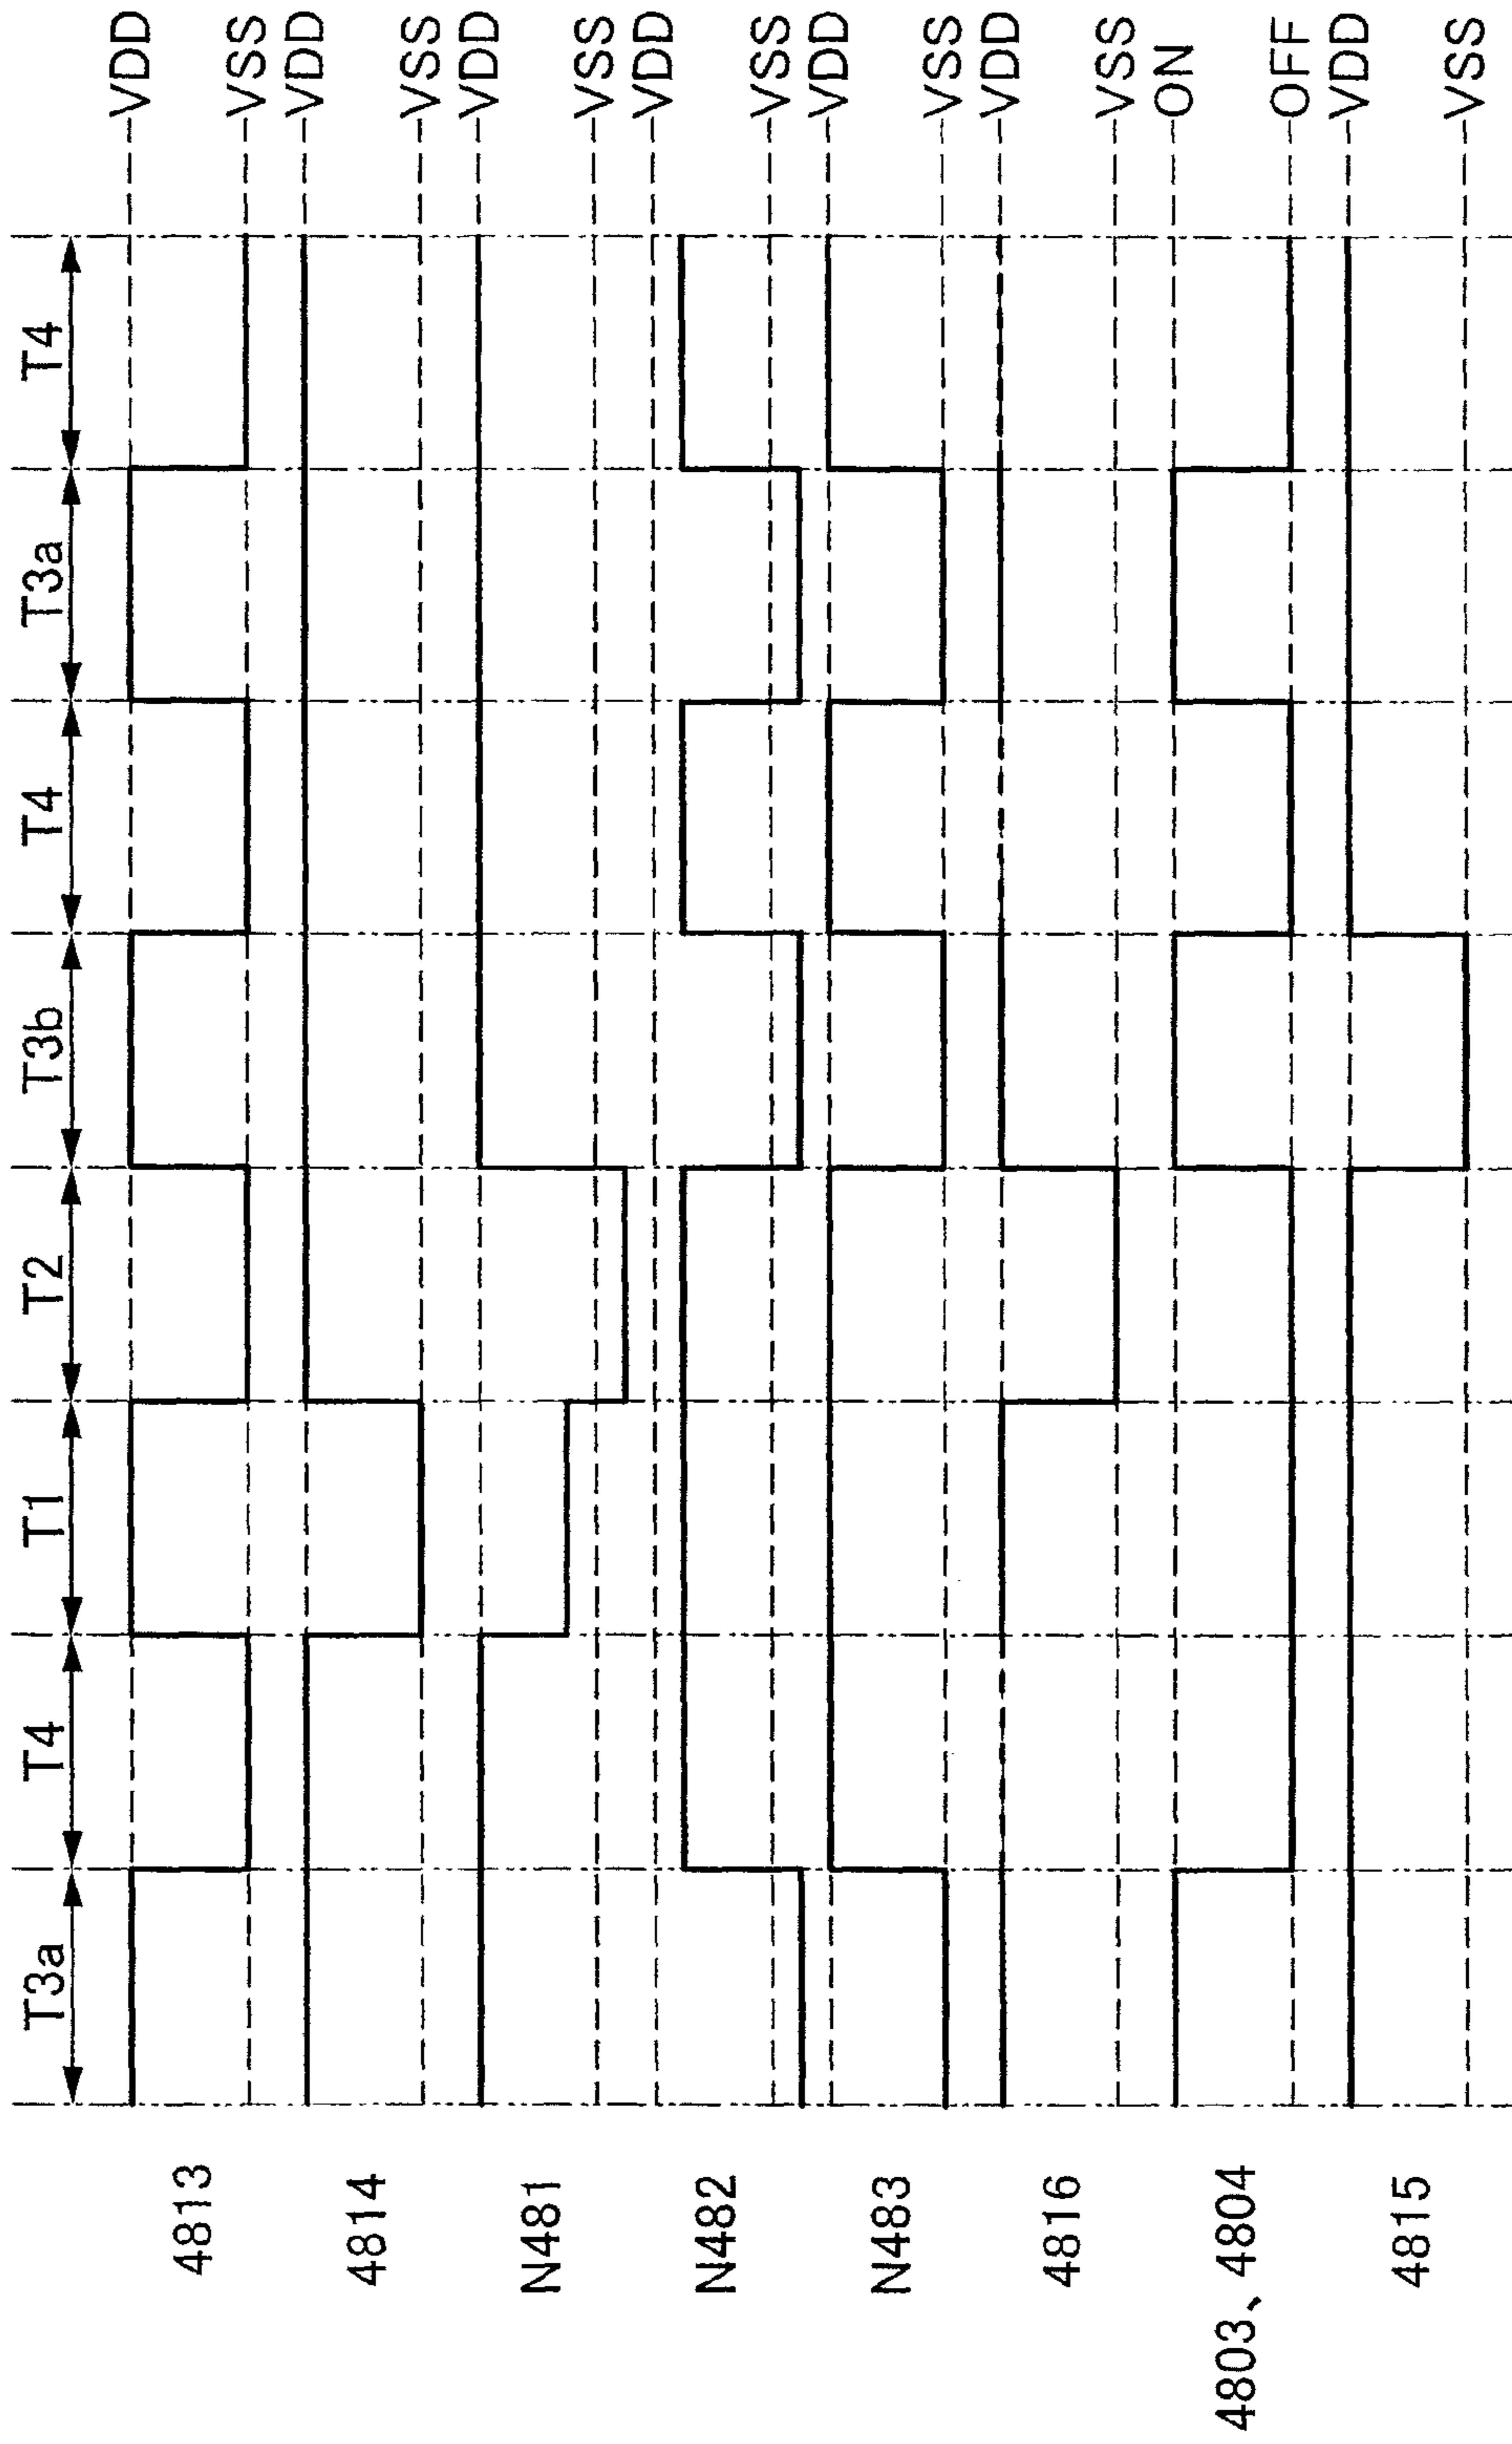 T3a T4 T1 T2 T3b T4 T3a T4
4813 VDD
VSS
4814 VDD
VSS
N481 VDD
VSS
N482 VDD
VSS
N483 VDD
VSS
4816 VDD
VSS
4803、4804 ON
OFF
4815 VDD
VSS